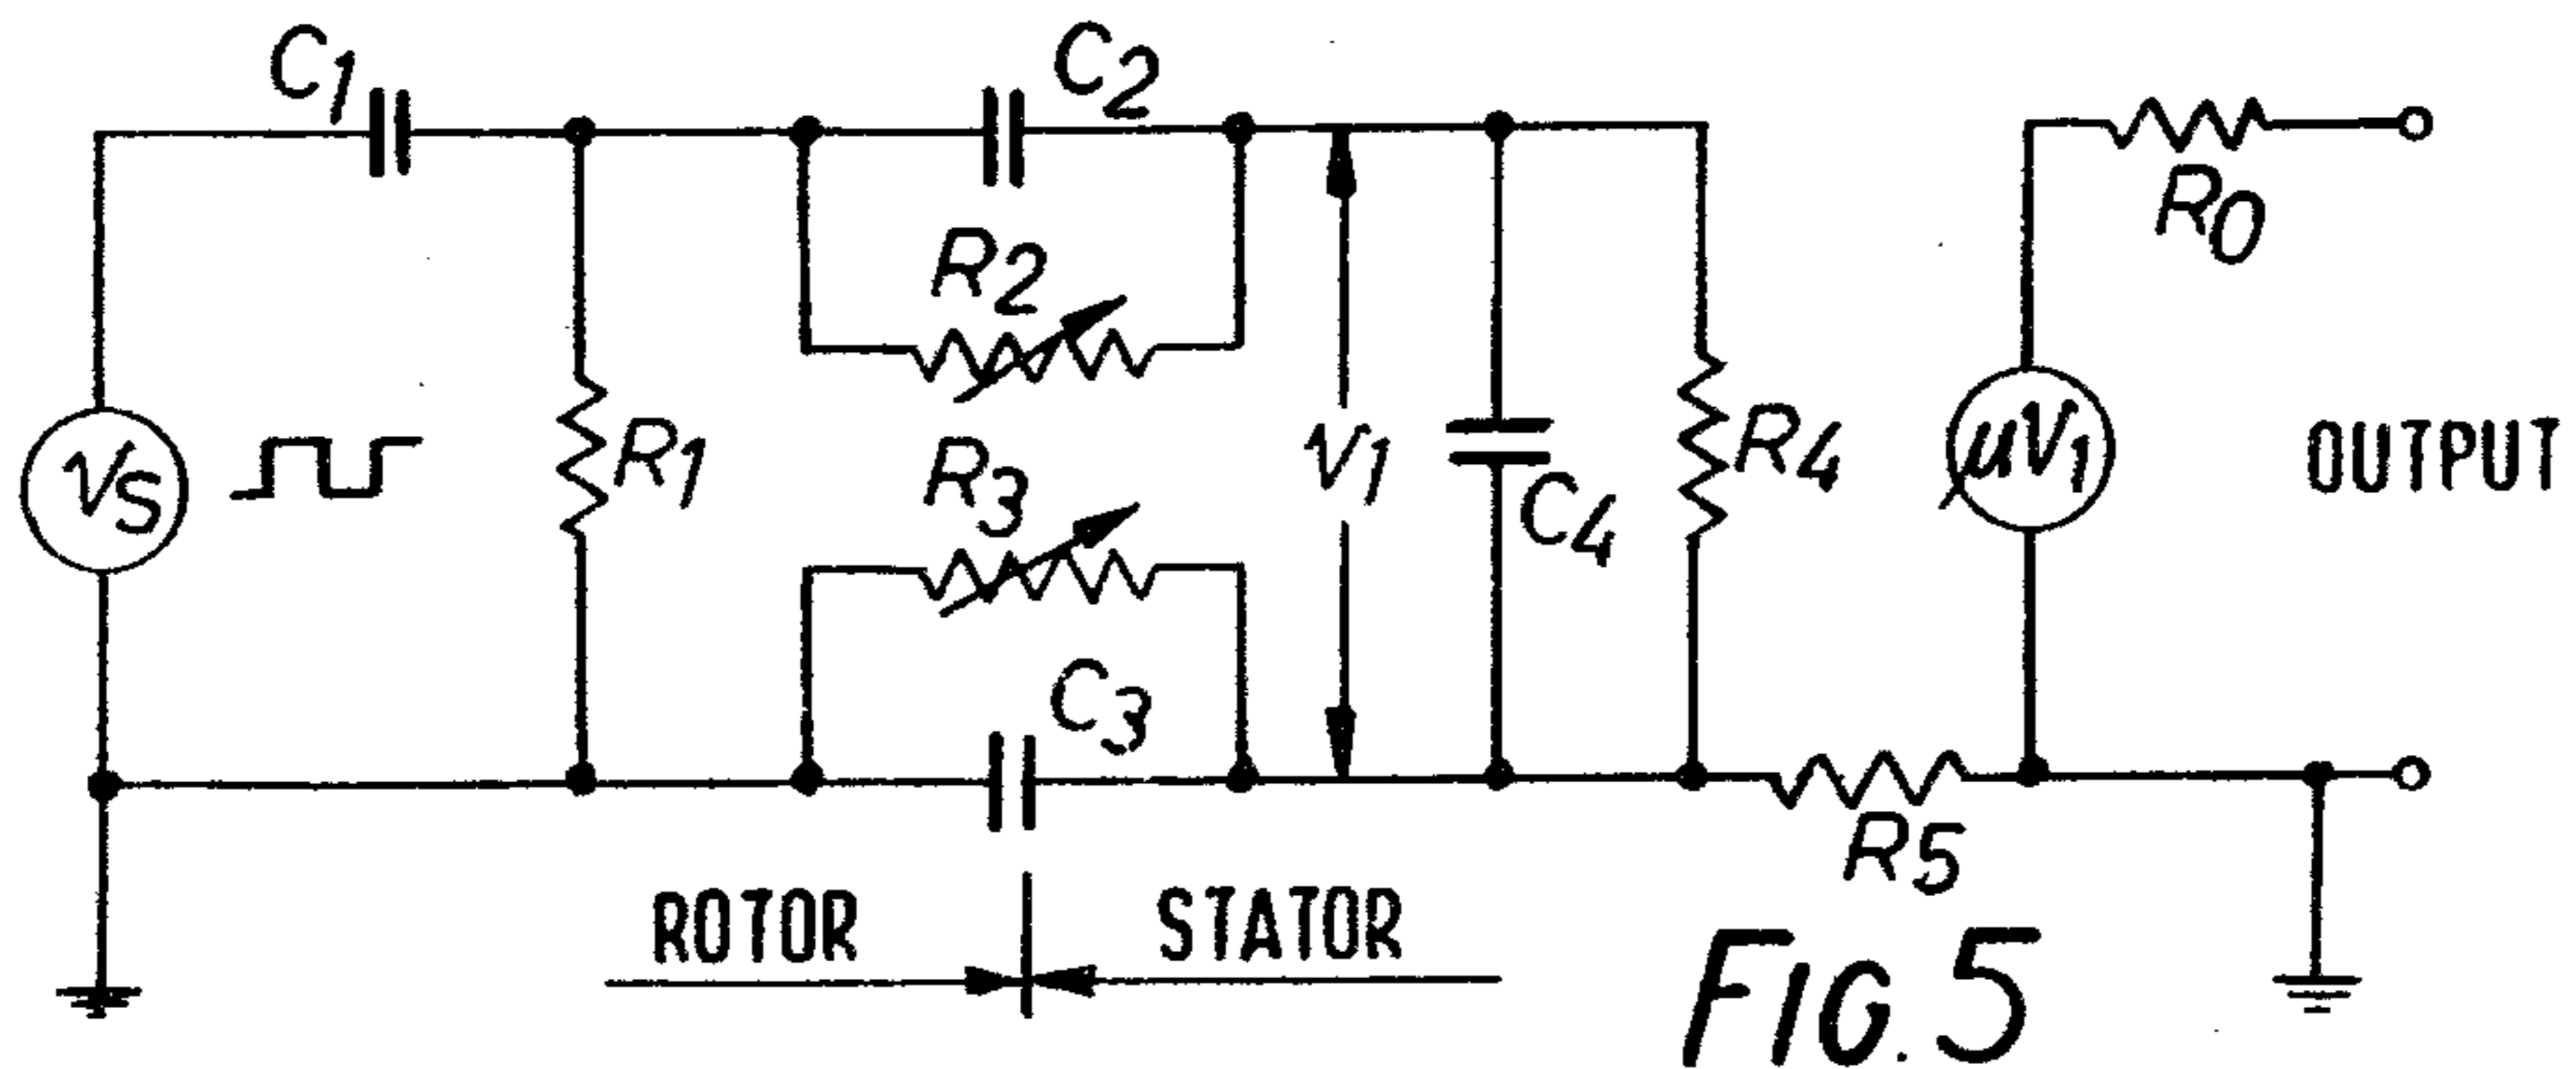 C1
C2
R0
R2
R1
R3
V1
R4
VS
C4
μV1
OUTPUT
C3
R5
ROTOR
STATOR
FIG. 5